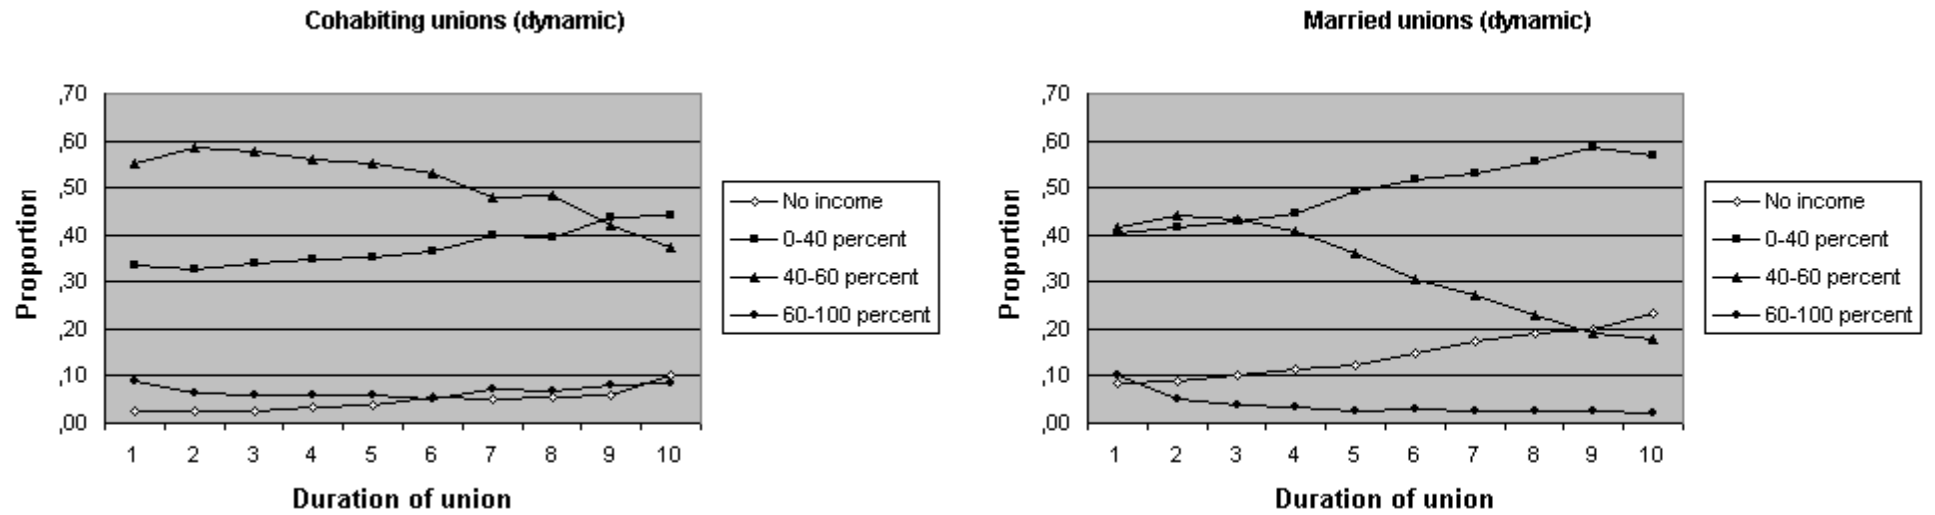 Cohabiting unions (dynamic)
,70
,60
,50
,40
,30
,20
,10
,00
Proportion
1 2 3 4 5 6 7 8 9 10
Duration of union
No income
0-40 percent
40-60 percent
60-100 percent
Married unions (dynamic)
,70
,60
,50
,40
,30
,20
,10
,00
Proportion
1 2 3 4 5 6 7 8 9 10
Duration of union
No income
0-40 percent
40-60 percent
60-100 percent